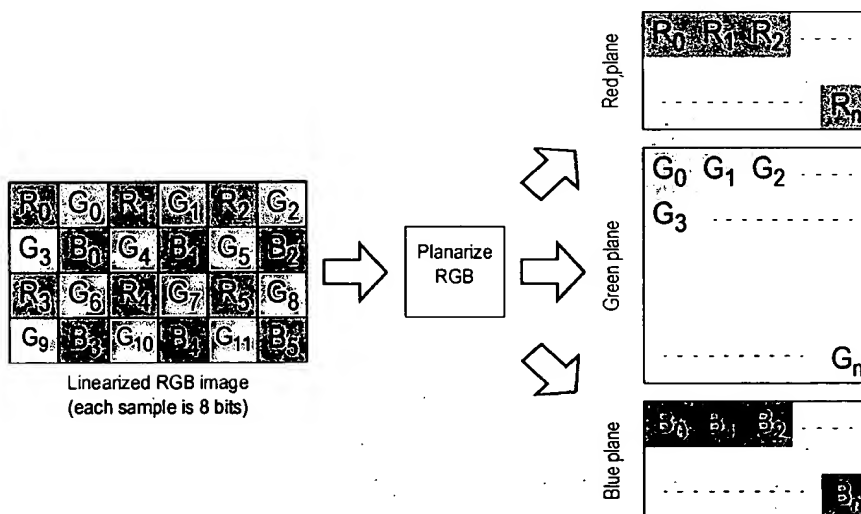 R0 G0 R1 G1 R2 G2
G3 B0 G4 B1 G5 B2
R3 G6 R4 G7 R5 G8
G9 B3 G10 B4 G11 B5
Linearized RGB image
(each sample is 8 bits)
Planarize
RGB
Red plane
R0 R1 R2
Rn
Green plane
G0 G1 G2
G3
Gn
Blue plane
B0 B1 B2
Bn